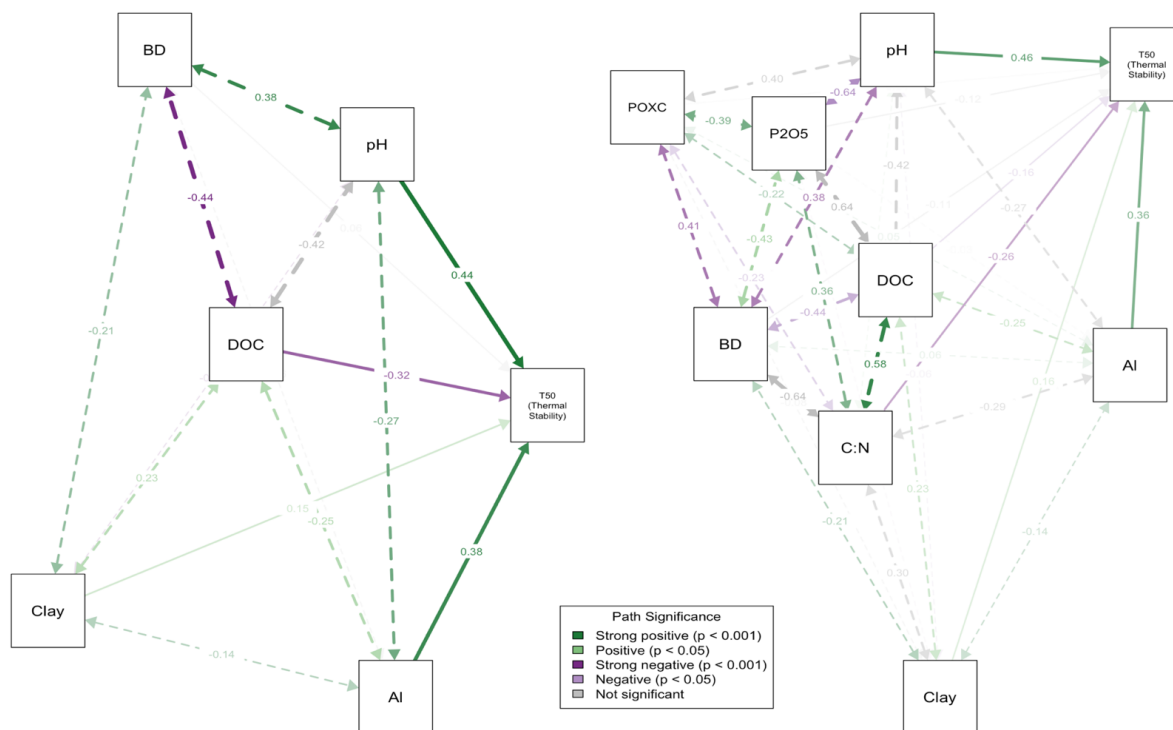 BD
0.38
pH
-0.44
-0.42
0.06
0.44
-0.21
DOC
-0.32
-0.27
T50
(Thermal
Stability)
0.23
0.15
-0.25
0.38
Clay
-0.14
Al
pH
0.46
T50
(Thermal
Stability)
0.40
POXC
-0.64
-0.39
P2O5
-0.12
-0.42
-0.16
-0.22
0.38
0.64
-0.11
-0.27
0.41
-0.43
0.36
-0.23
0.36
-0.26
DOC
-0.44
-0.25
BD
0.58
0.06
Al
-0.64
0.16
-0.29
C:N
0.23
-0.21
-0.14
0.30
Clay
Path Significance
Strong positive (p < 0.001)
Positive (p < 0.05)
Strong negative (p < 0.001)
Negative (p < 0.05)
Not significant